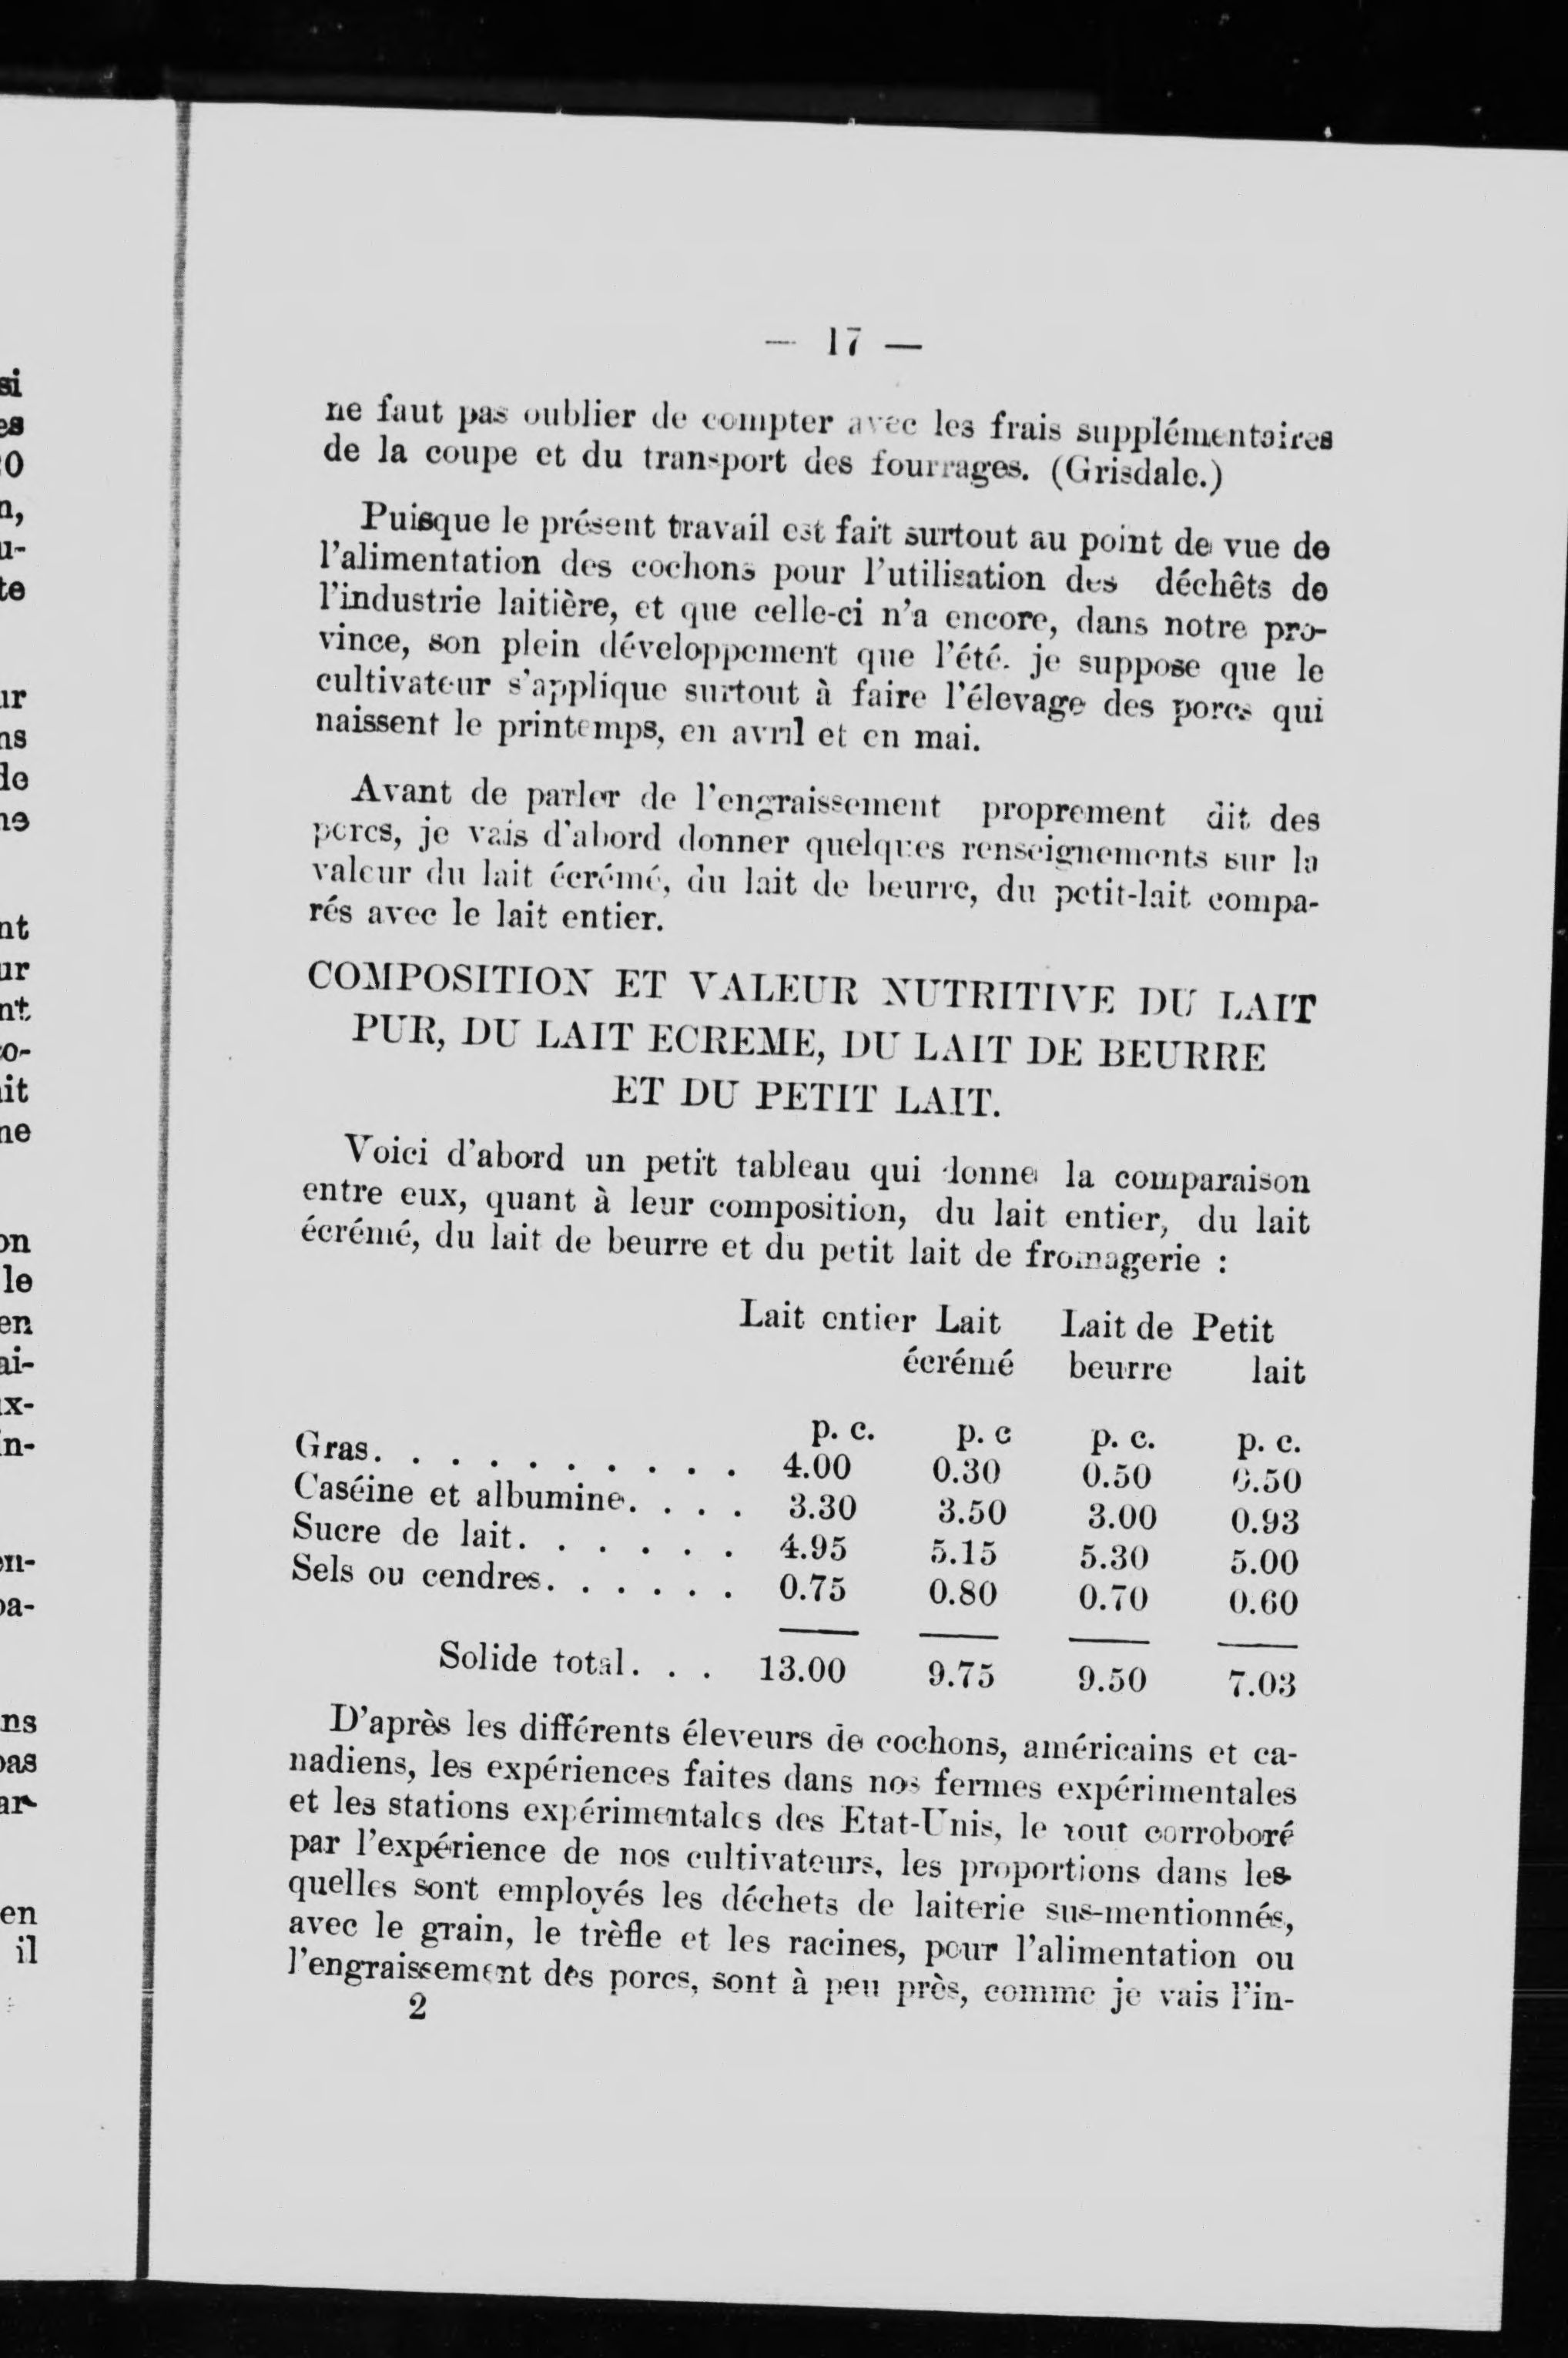 — 17 —
ne faut pas oublier de compter avec les frais supplémentaires
de la coupe et du transport des fourrages. (Grisdale.)
Puisque le présent travail est fait surtout au point de vue de
l'alimentation des cochons pour l'utilisation des déchêts de
l'industrie laitière, et que celle-ci n'a encore, dans notre pro-
vince, son plein développement que l'été. je suppose que le
cultivateur s'applique surtout à faire l'élevage des porcs qui
naissent le printemps, en avril et en mai.
Avant de parler de l'engraissement proprement dit des
porcs, je vais d'abord donner quelques renseignements sur la
valeur du lait écrémé, du lait de beurre, du petit-lait compa-
rés avec le lait entier.
COMPOSITION ET VALEUR NUTRITIVE DU LAIT
PUR, DU LAIT ECREME, DU LAIT DE BEURRE
ET DU PETIT LAIT.
Voici d'abord un petit tableau qui donne la comparaison
entre eux, quant à leur composition, du lait entier, du lait
écrémé, du lait de beurre et du petit lait de fromagerie :
Lait entier Lait Lait de Petit
écrémé beurre lait
p. c. p. c p. c. p. c.
Gras. . . . . . . . . . . 4.00 0.30 0.50 0.50
Caséine et albumine. . . . 3.30 3.50 3.00 0.93
Sucre de lait. . . . . . . 4.95 5.15 5.30 5.00
Sels ou cendres. . . . . . 0.75 0.80 0.70 0.60
Solide total. . . 13.00 9.75 9.50 7.03
D'après les différents éleveurs de cochons, américains et ca-
nadiens, les expériences faites dans nos fermes expérimentales
et les stations expérimentales des Etat-Unis, le tout corroboré
par l'expérience de nos cultivateurs, les proportions dans les-
quelles sont employés les déchets de laiterie sus-mentionnés,
avec le grain, le trèfle et les racines, pour l'alimentation ou
l'engraissement des porcs, sont à peu près, comme je vais l'in-
2